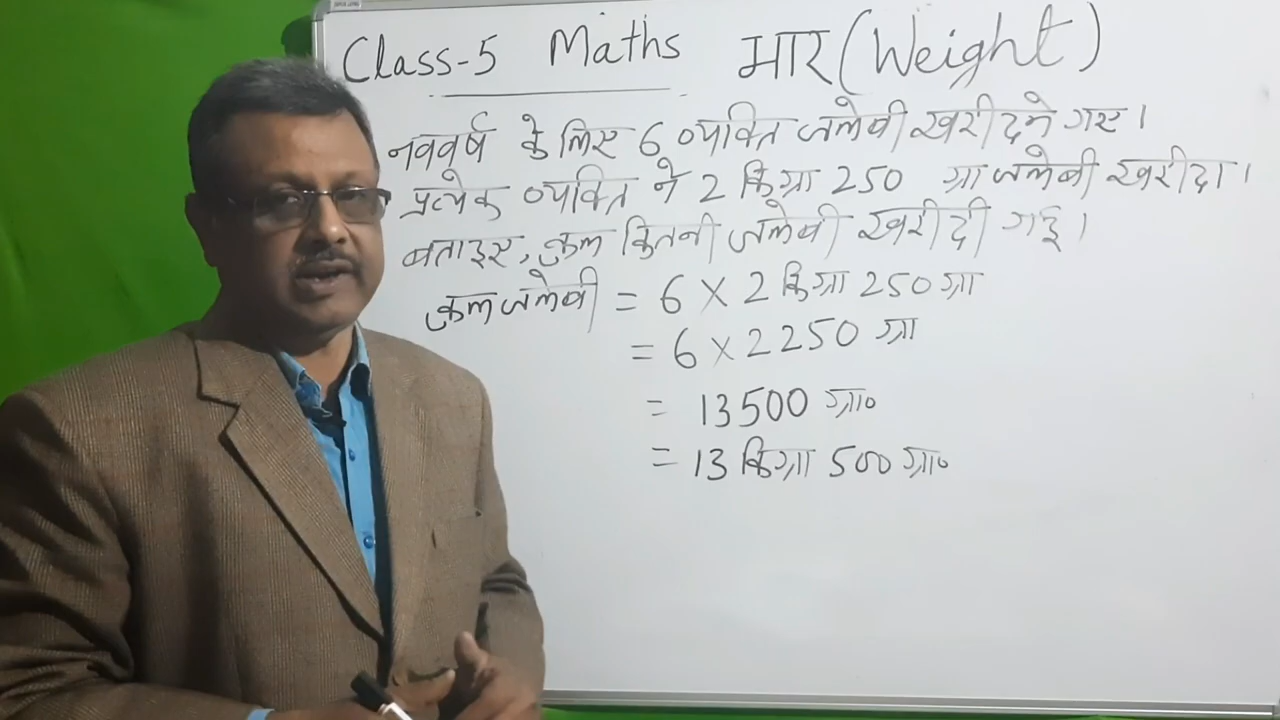 Class-5 Maths भार (Weight)
नववर्ष के लिए 6 व्यक्ति जलेबी खरीदने गए।
प्रत्येक व्यक्ति ने 2 किग्रा 250 ग्रा जलेबी खरीदा।
बताइए, कुल कितनी जलेबी खरीदी गई।
कुल जलेबी = 6 × 2 किग्रा 250 ग्रा
= 6 × 2250 ग्रा
= 13500 ग्रा०
= 13 किग्रा 500 ग्रा०